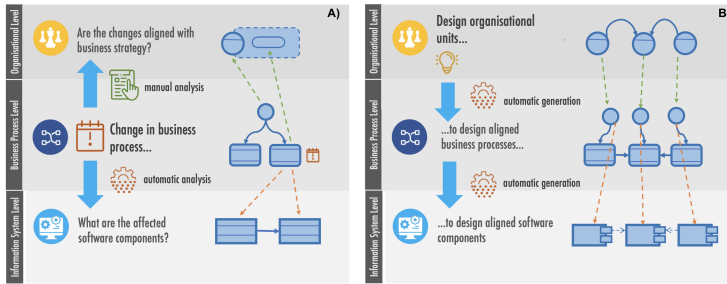 A)
Organisational Level
Are the changes aligned with
business strategy?
manual analysis
Business Process Level
Change in business
process...
automatic analysis
Information System Level
What are the affected
software components?
B)
Organisational Level
Design organisational
units...
automatic generation
Business Process Level
...to design aligned
business processes...
automatic generation
Information System Level
...to design aligned software
components